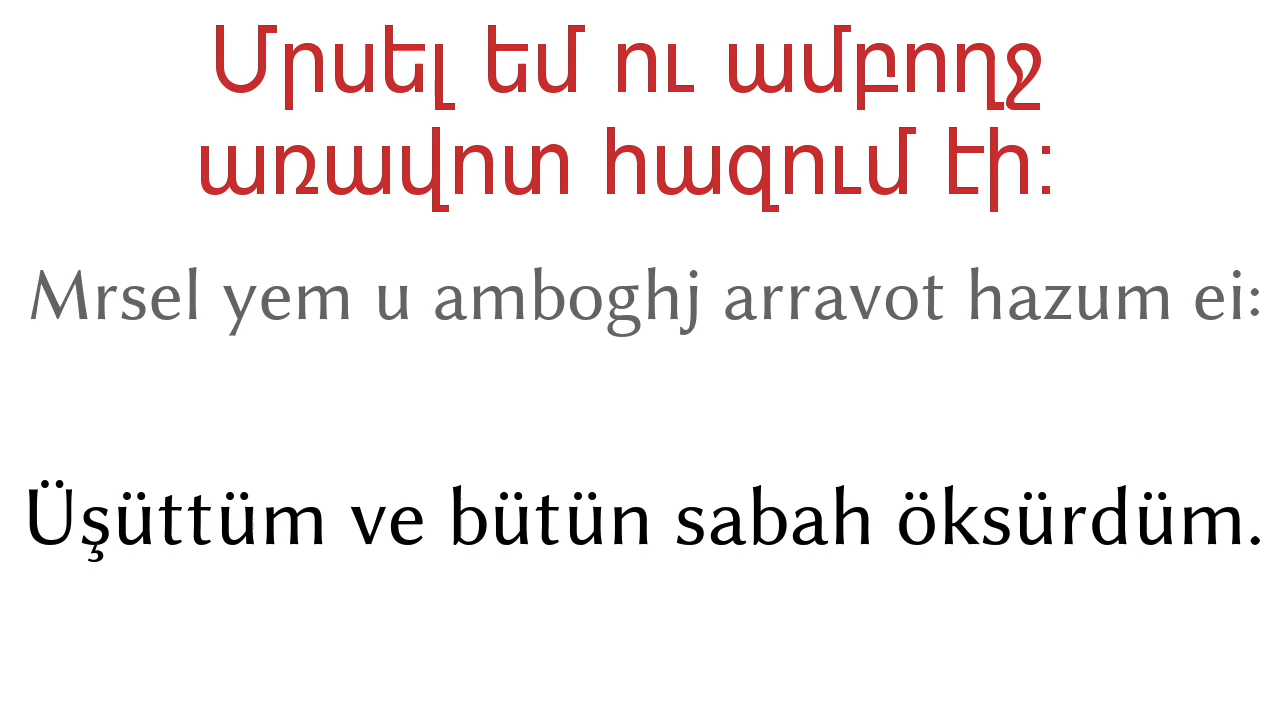 Մրսել եմ ու ամբողջ
առավոտ հազում էի:
Mrsel yem u amboghj arravot hazum ei:
Üşüttüm ve bütün sabah öksürdüm.